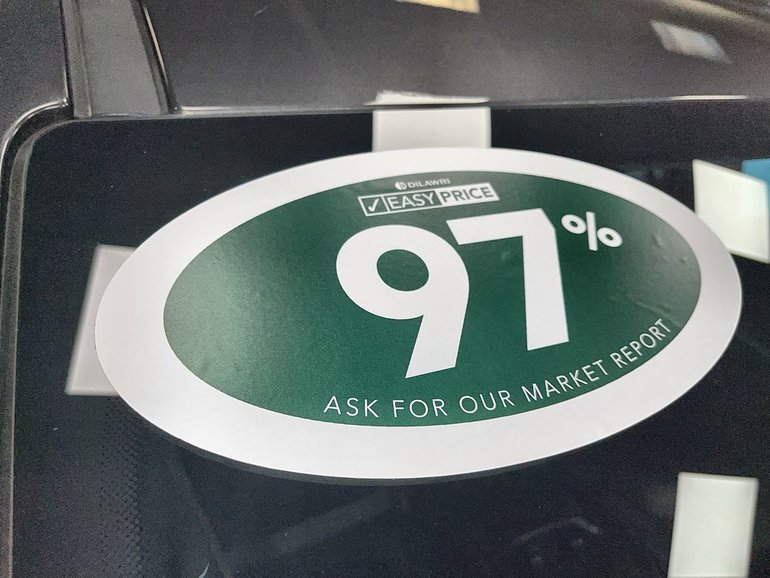 DILAWRI
EASY PRICE
97%
ASK FOR OUR MARKET REPORT